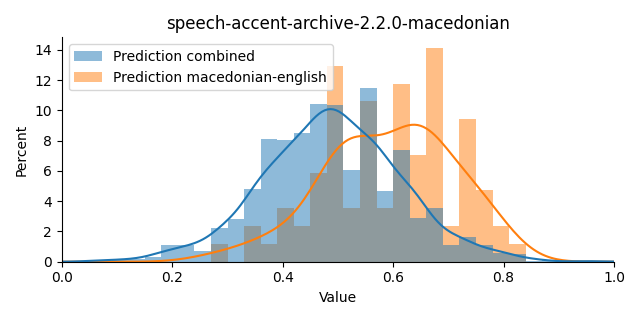 speech-accent-archive-2.2.0-macedonian
Prediction combined
Prediction macedonian-english
Percent
14
12
10
8
6
4
2
0
0.0 0.2 0.4 0.6 0.8 1.0
Value